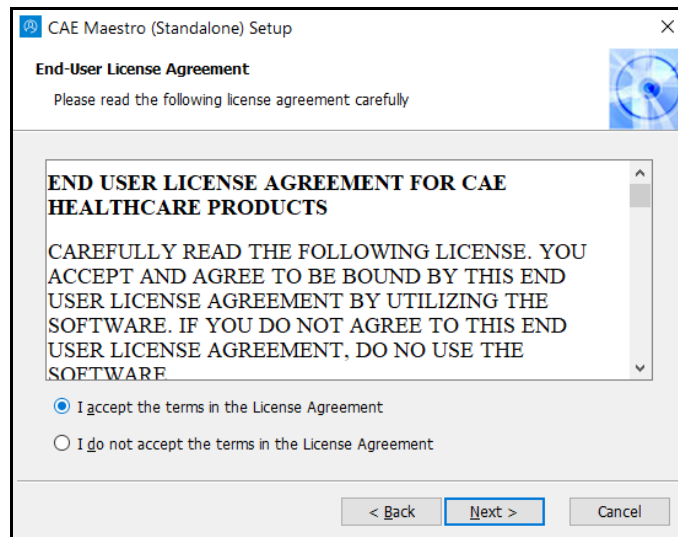 CAE Maestro (Standalone) Setup
End-User License Agreement
Please read the following license agreement carefully
END USER LICENSE AGREEMENT FOR CAE
HEALTHCARE PRODUCTS
CAREFULLY READ THE FOLLOWING LICENSE. YOU
ACCEPT AND AGREE TO BE BOUND BY THIS END
USER LICENSE AGREEMENT BY UTILIZING THE
SOFTWARE. IF YOU DO NOT AGREE TO THIS END
USER LICENSE AGREEMENT, DO NO USE THE
SOFTWARE
I accept the terms in the License Agreement
I do not accept the terms in the License Agreement
< Back Next > Cancel